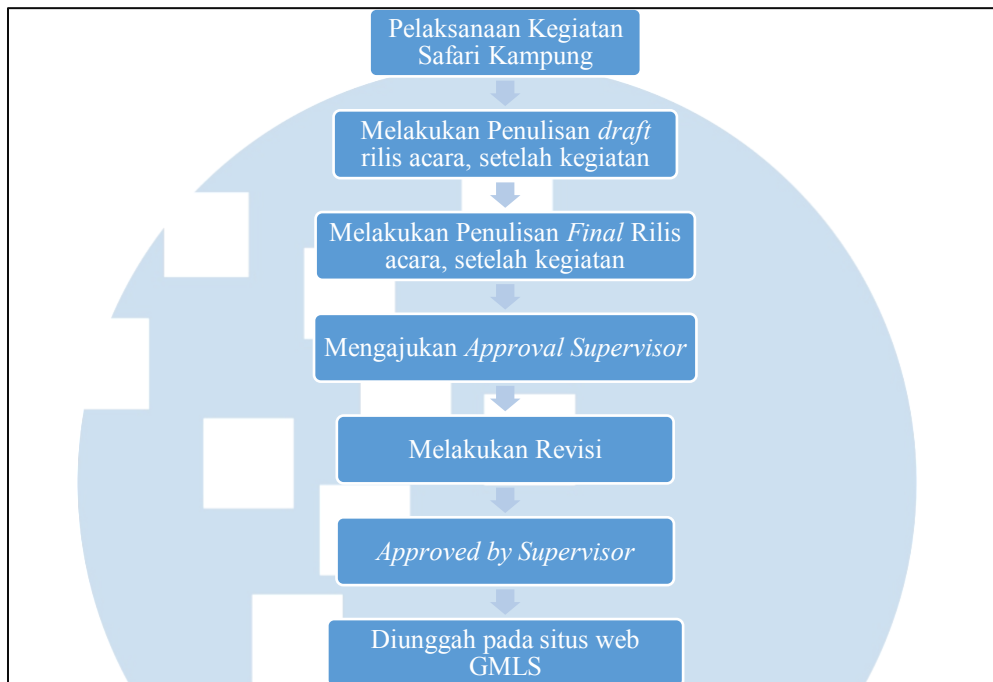 Pelaksanaan Kegiatan
Safari Kampung
Melakukan Penulisan draft
rilis acara, setelah kegiatan
Melakukan Penulisan Final Rilis
acara, setelah kegiatan
Mengajukan Approval Supervisor
Melakukan Revisi
Approved by Supervisor
Diunggah pada situs web
GMLS